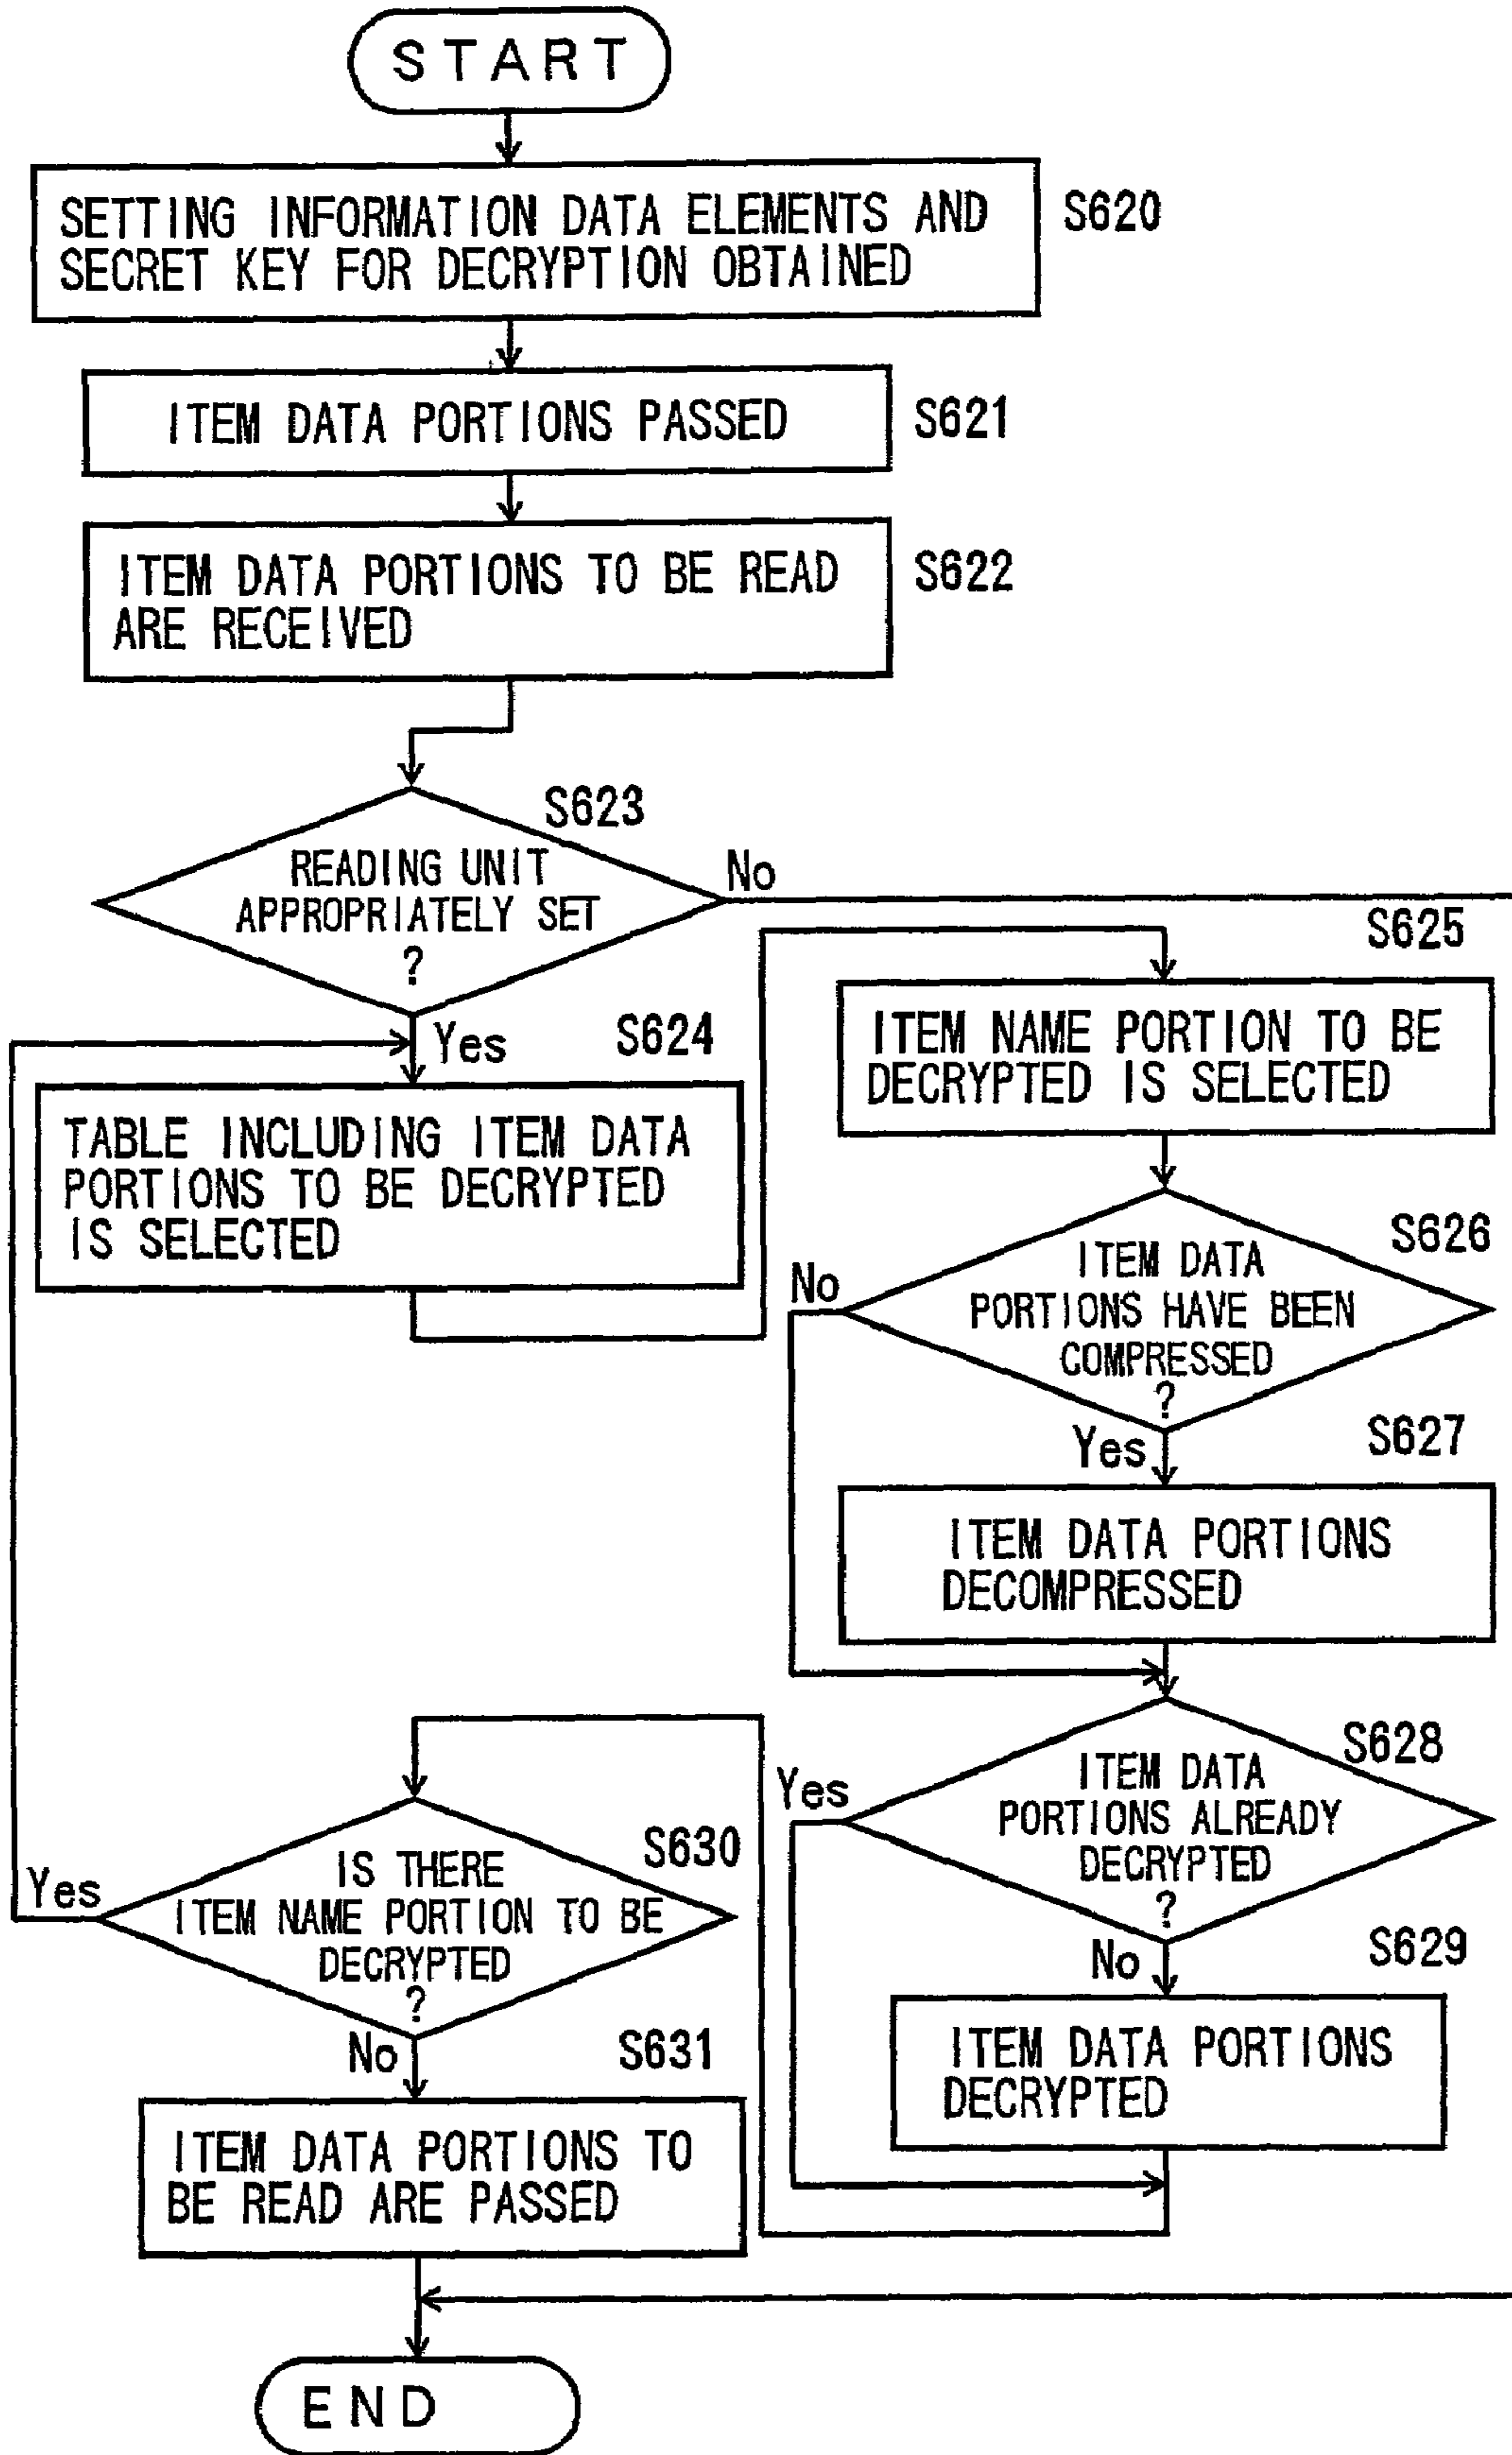 START
SETTING INFORMATION DATA ELEMENTS AND
SECRET KEY FOR DECRYPTION OBTAINED
S620
ITEM DATA PORTIONS PASSED
S621
ITEM DATA PORTIONS TO BE READ
ARE RECEIVED
S622
S623
READING UNIT
APPROPRIATELY SET
?
No
Yes
S624
TABLE INCLUDING ITEM DATA
PORTIONS TO BE DECRYPTED
IS SELECTED
S625
ITEM NAME PORTION TO BE
DECRYPTED IS SELECTED
S626
ITEM DATA
PORTIONS HAVE BEEN
COMPRESSED
?
No
Yes
S627
ITEM DATA PORTIONS
DECOMPRESSED
S628
ITEM DATA
PORTIONS ALREADY
DECRYPTED
?
Yes
No
S629
ITEM DATA PORTIONS
DECRYPTED
S630
IS THERE
ITEM NAME PORTION TO BE
DECRYPTED
?
Yes
No
S631
ITEM DATA PORTIONS TO
BE READ ARE PASSED
END